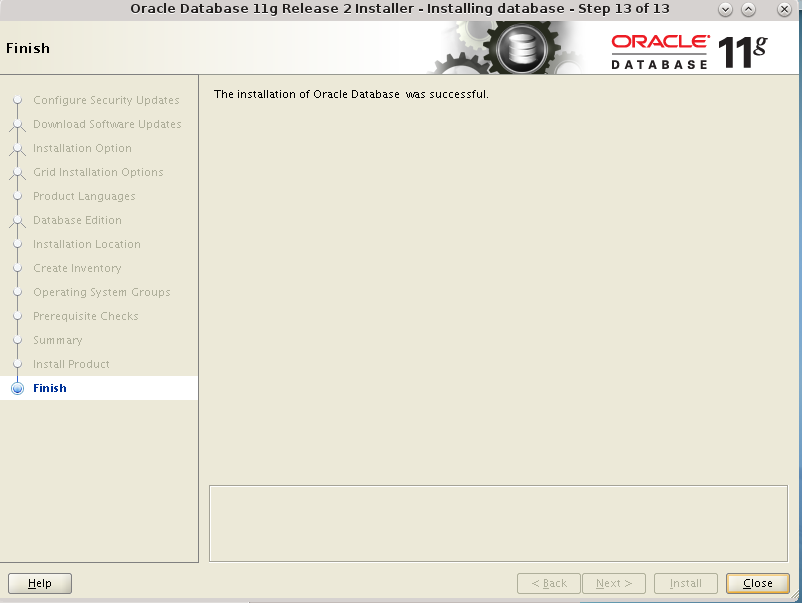 Oracle Database 11g Release 2 Installer - Installing database - Step 13 of 13
Finish
ORACLE
DATABASE
11g
Configure Security Updates
Download Software Updates
Installation Option
Grid Installation Options
Product Languages
Database Edition
Installation Location
Create Inventory
Operating System Groups
Prerequisite Checks
Summary
Install Product
Finish
The installation of Oracle Database  was successful.
Help
< Back
Next >
Install
Close